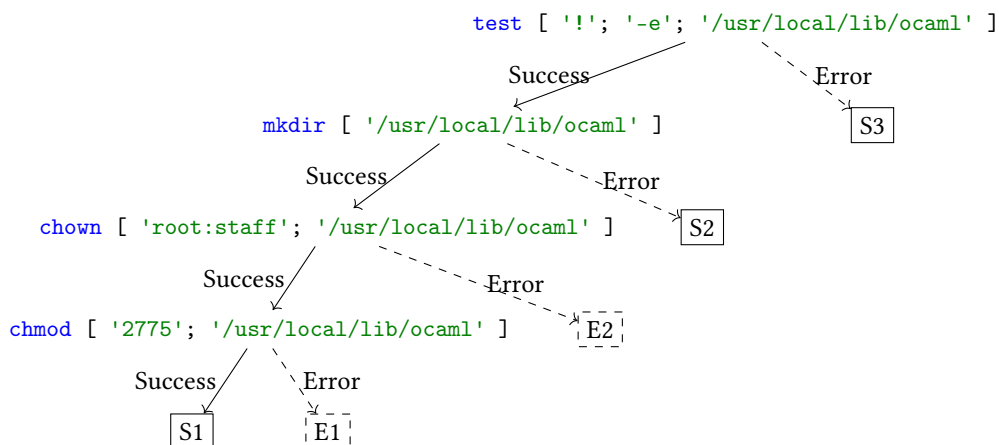 test [ '!'; '-e'; '/usr/local/lib/ocaml' ]
Success
Error
mkdir [ '/usr/local/lib/ocaml' ]
S3
Success
Error
chown [ 'root:staff'; '/usr/local/lib/ocaml' ]
S2
Success
Error
chmod [ '2775'; '/usr/local/lib/ocaml' ]
E2
Success
Error
S1
E1